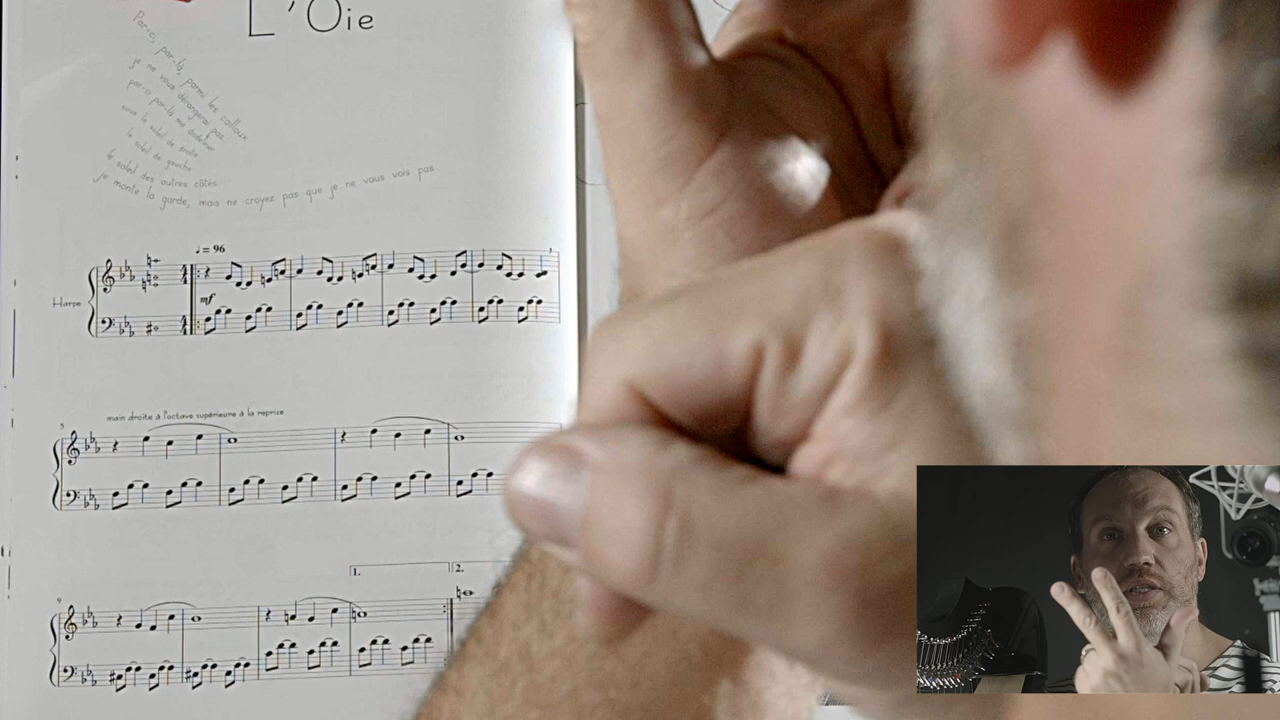 L'Oie
Par-ci, par-là, parmi les cailloux
je ne vous dérangerai pas
par-ci par-là me dodeliner
sous le soleil de droite
le soleil de gauche
le soleil des autres côtés
je monte la garde, mais ne croyez pas que je ne vous vois pas.
♩ = 96
Harpe
mf
5
main droite à l'octave supérieure à la reprise
9
1.
2.